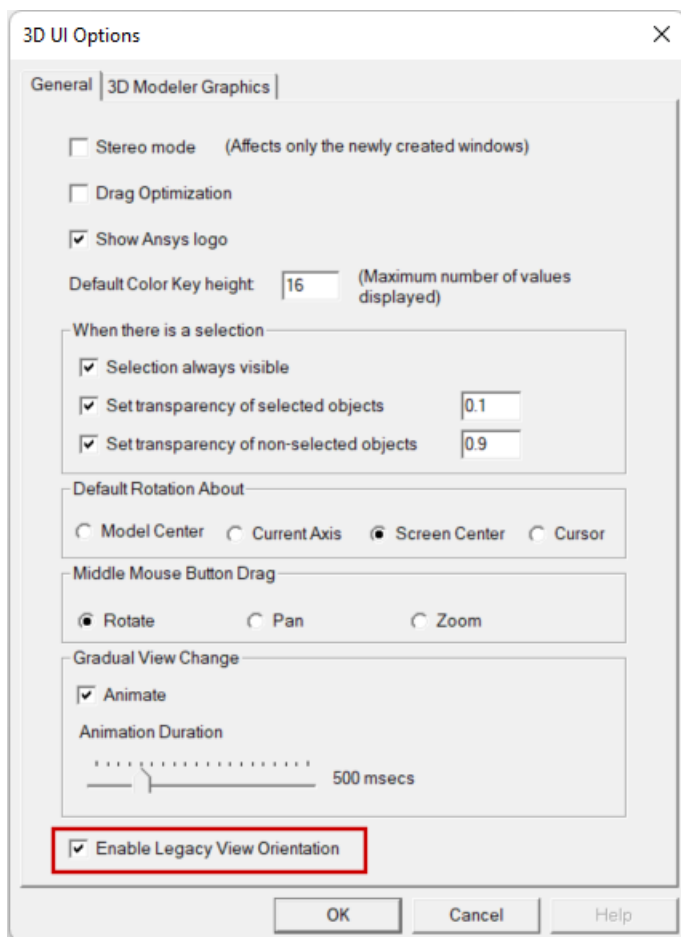 3D UI Options
General
3D Modeler Graphics
Stereo mode (Affects only the newly created windows)
Drag Optimization
Show Ansys logo
Default Color Key height: 16 (Maximum number of values
displayed)
When there is a selection
Selection always visible
Set transparency of selected objects 0.1
Set transparency of non-selected objects 0.9
Default Rotation About
Model Center Current Axis Screen Center Cursor
Middle Mouse Button Drag
Rotate Pan Zoom
Gradual View Change
Animate
Animation Duration
500 msecs
Enable Legacy View Orientation
OK Cancel Help